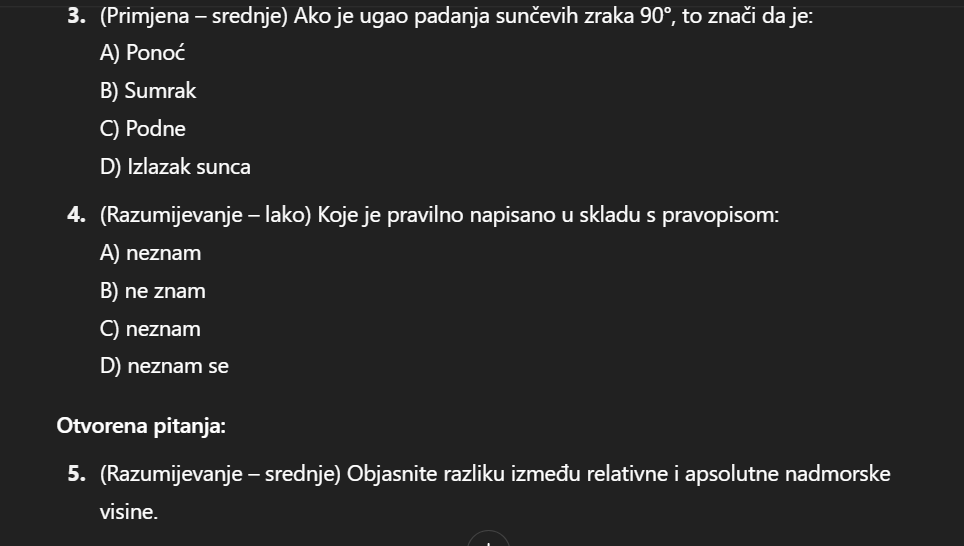 3. (Primjena – srednje) Ako je ugao padanja sunčevih zraka 90°, to znači da je:
A) Ponoć
B) Sumrak
C) Podne
D) Izlazak sunca
4. (Razumijevanje – lako) Koje je pravilno napisano u skladu s pravopisom:
A) neznam
B) ne znam
C) neznam
D) neznam se
Otvorena pitanja:
5. (Razumijevanje – srednje) Objasnite razliku između relativne i apsolutne nadmorske
visine.